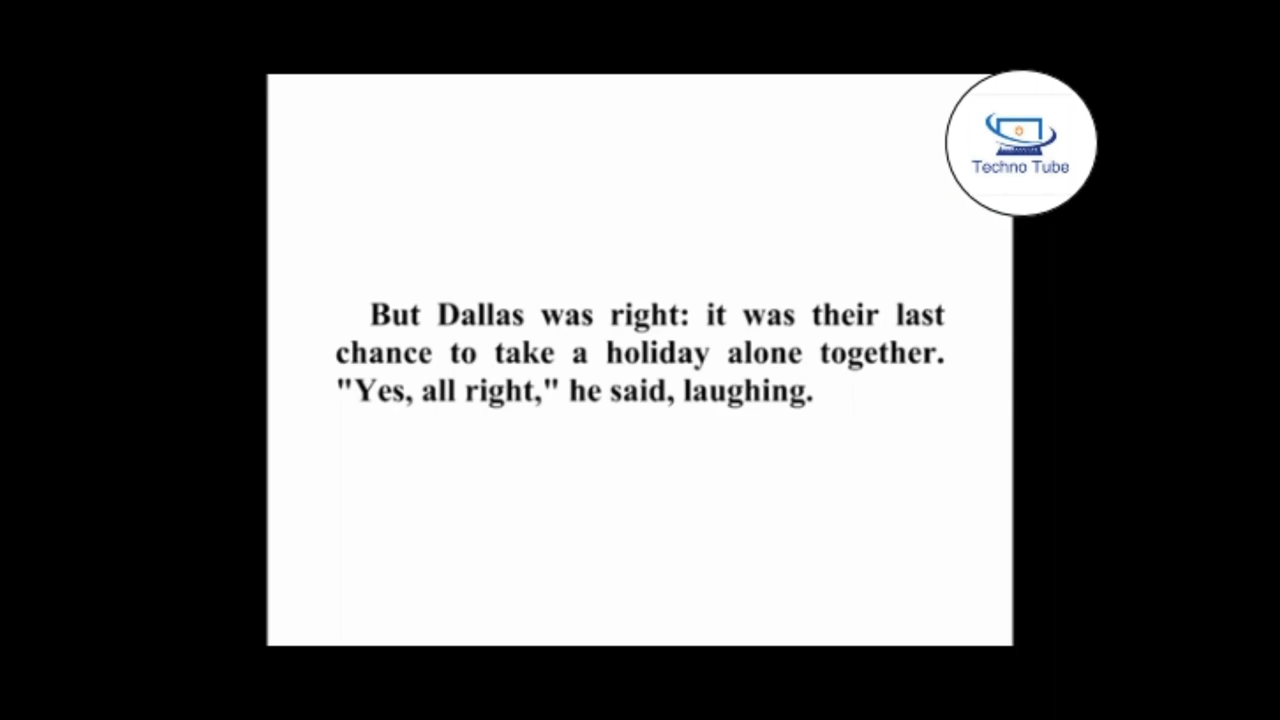 Techno Tube
But Dallas was right: it was their last
chance to take a holiday alone together.
"Yes, all right," he said, laughing.